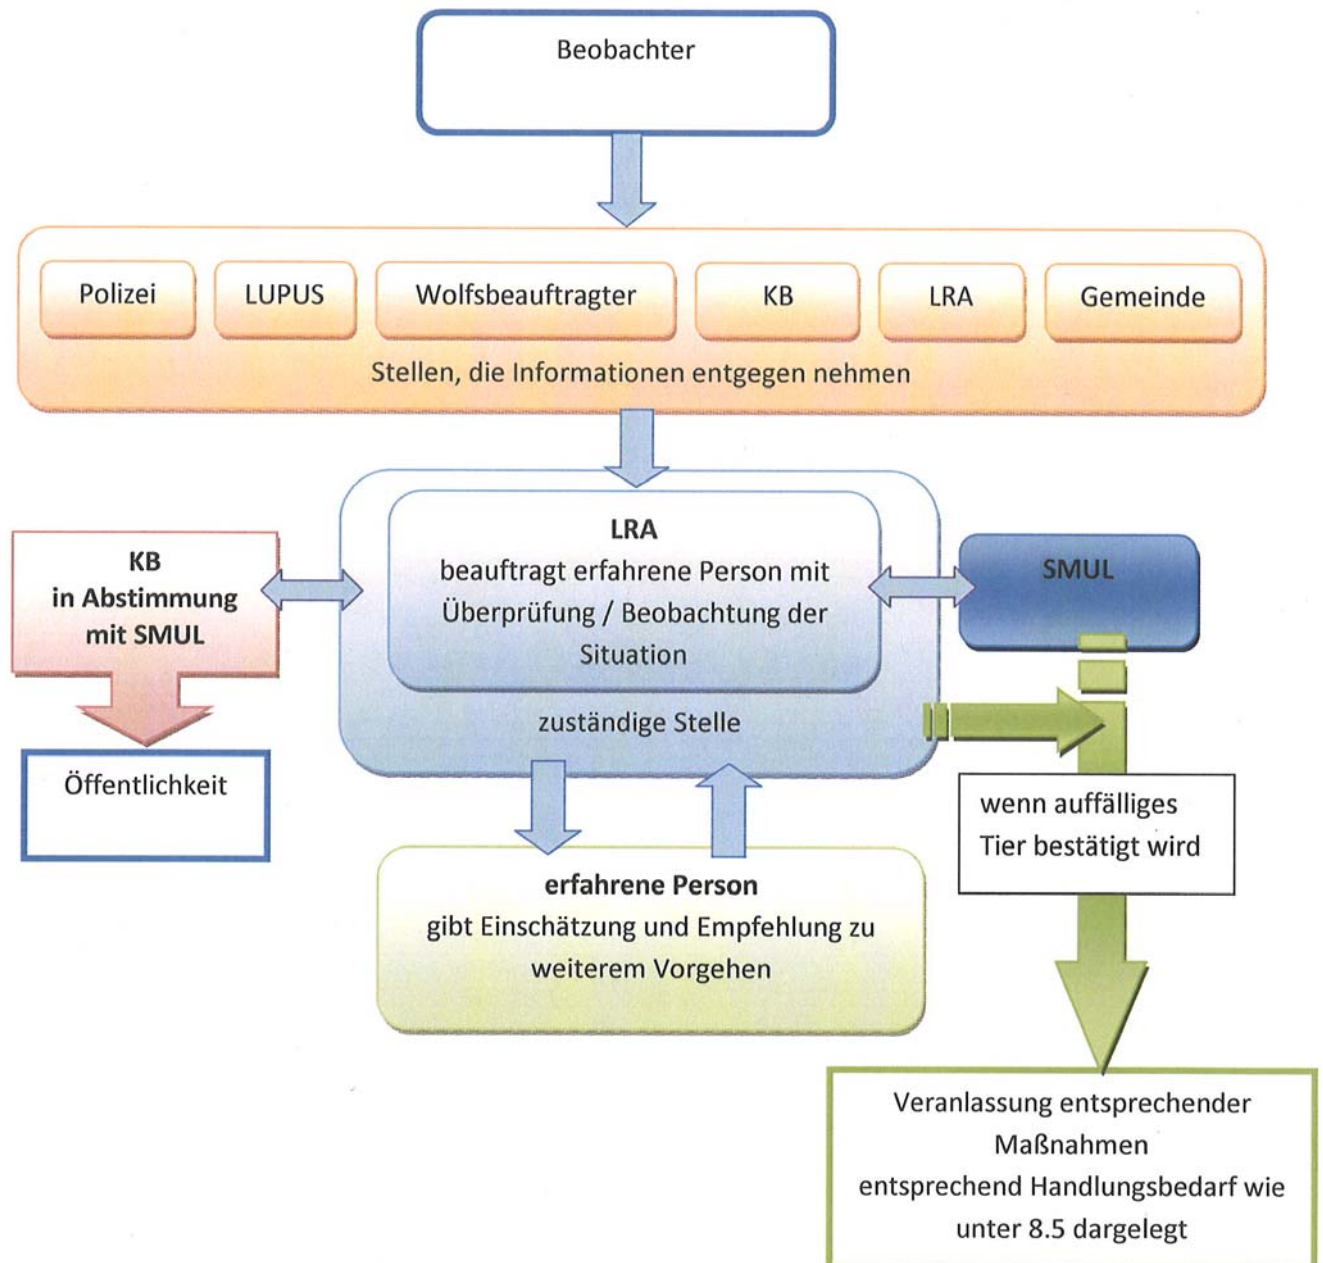 Beobachter
Polizei
LUPUS
Wolfsbeauftragter
KB
LRA
Gemeinde
Stellen, die Informationen entgegen nehmen
LRA
beauftragt erfahrene Person mit
Überprüfung / Beobachtung der
Situation
zuständige Stelle
KB
in Abstimmung
mit SMUL
SMUL
Öffentlichkeit
wenn auffälliges
Tier bestätigt wird
erfahrene Person
gibt Einschätzung und Empfehlung zu
weiterem Vorgehen
Veranlassung entsprechender
Maßnahmen
entsprechend Handlungsbedarf wie
unter 8.5 dargelegt